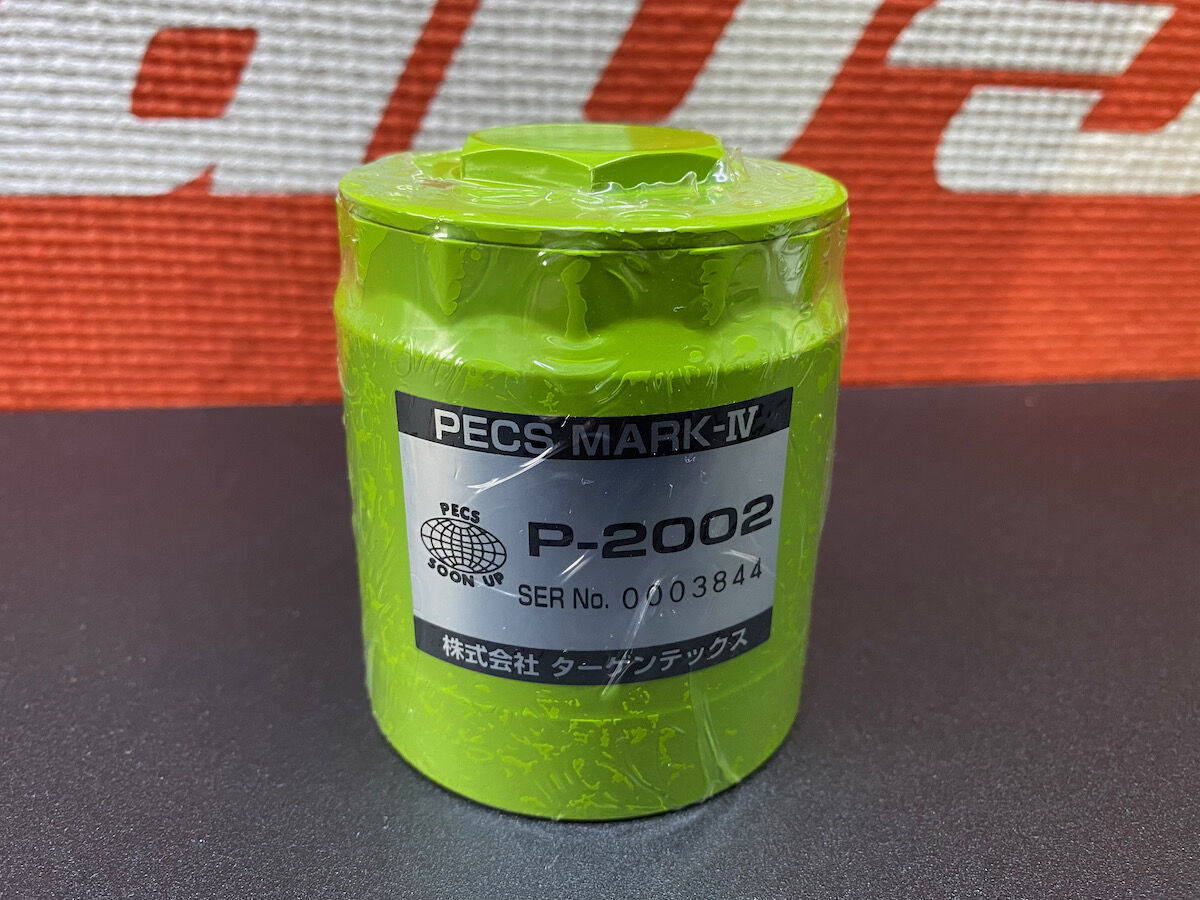 PECS MARK-IV
PECS
SOON UP
P-2002
SER No. 0003844
株式会社 ターゲンテックス